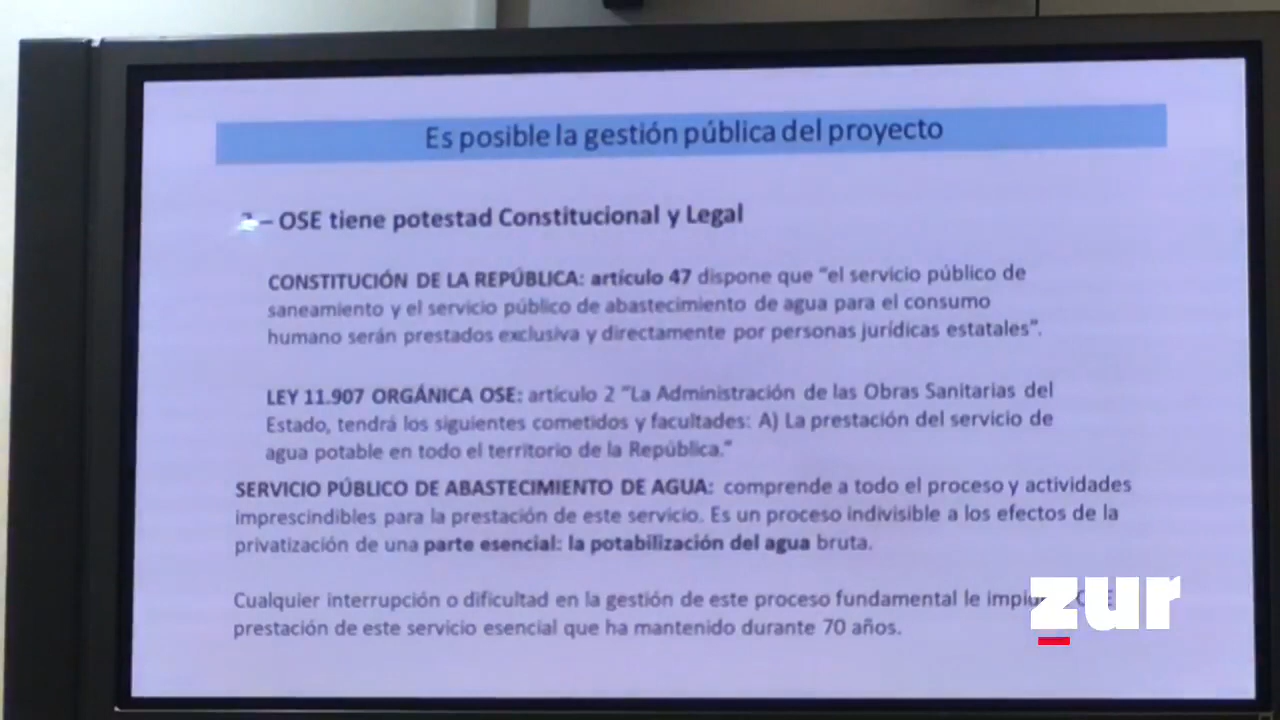 Es posible la gestión pública del proyecto
– OSE tiene potestad Constitucional y Legal
CONSTITUCIÓN DE LA REPÚBLICA: artículo 47 dispone que “el servicio público de
saneamiento y el servicio público de abastecimiento de agua para el consumo
humano serán prestados exclusiva y directamente por personas jurídicas estatales”.
LEY 11.907 ORGÁNICA OSE: artículo 2 “La Administración de las Obras Sanitarias del
Estado, tendrá los siguientes cometidos y facultades: A) La prestación del servicio de
agua potable en todo el territorio de la República.”
SERVICIO PÚBLICO DE ABASTECIMIENTO DE AGUA: comprende a todo el proceso y actividades
imprescindibles para la prestación de este servicio. Es un proceso indivisible a los efectos de la
privatización de una parte esencial: la potabilización del agua bruta.
Cualquier interrupción o dificultad en la gestión de este proceso fundamental le
prestación de este servicio esencial que ha mantenido durante 70 años.
zur